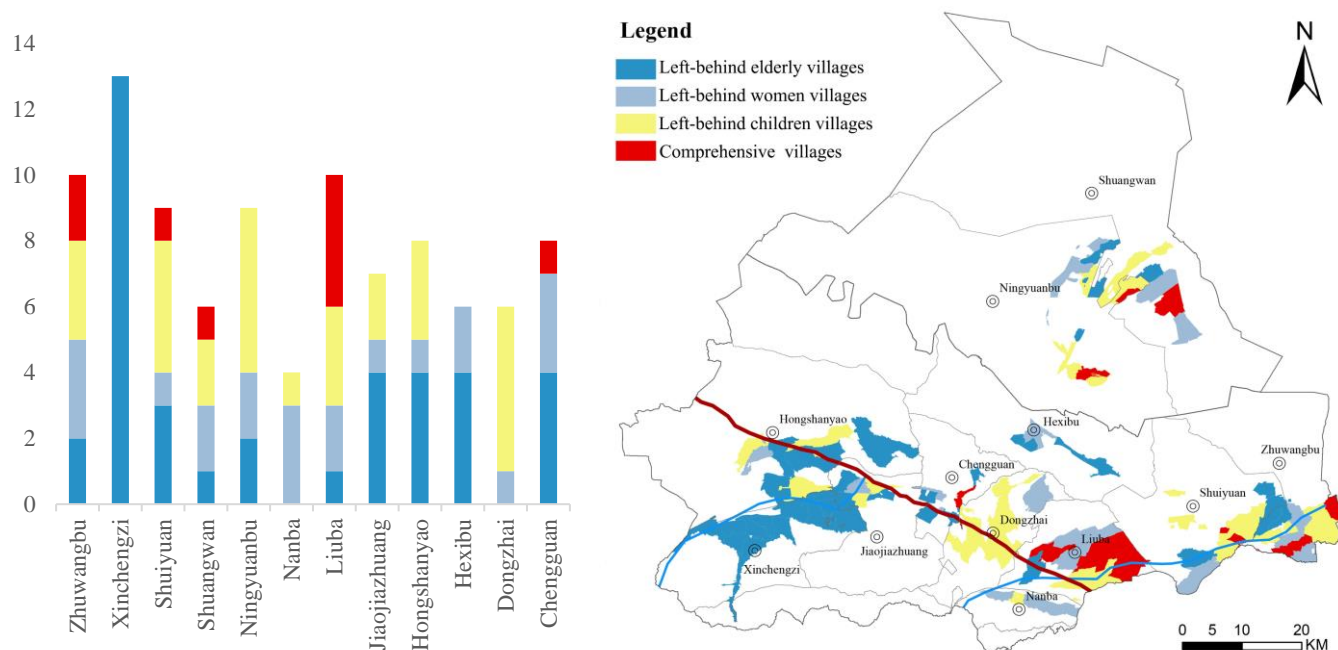 14
12
10
8
6
4
2
0
Zhuwangbu
Xinchengzi
Shuiyuan
Shuangwan
Ningyuanbu
Nanba
Liuba
Jiaojiazhuang
Hongshanyao
Hexibu
Dongzhai
Chengguan
Legend
Left-behind elderly villages
Left-behind women villages
Left-behind children villages
Comprehensive villages
N
Shuangwan
Ningyuanbu
Hongshanyao
Hexibu
Zhuwangbu
Chengguan
Shuiyuan
Dongzhai
Jiaojiazhuang
Liuba
Xinchengzi
Nanba
0 5 10 20
KM